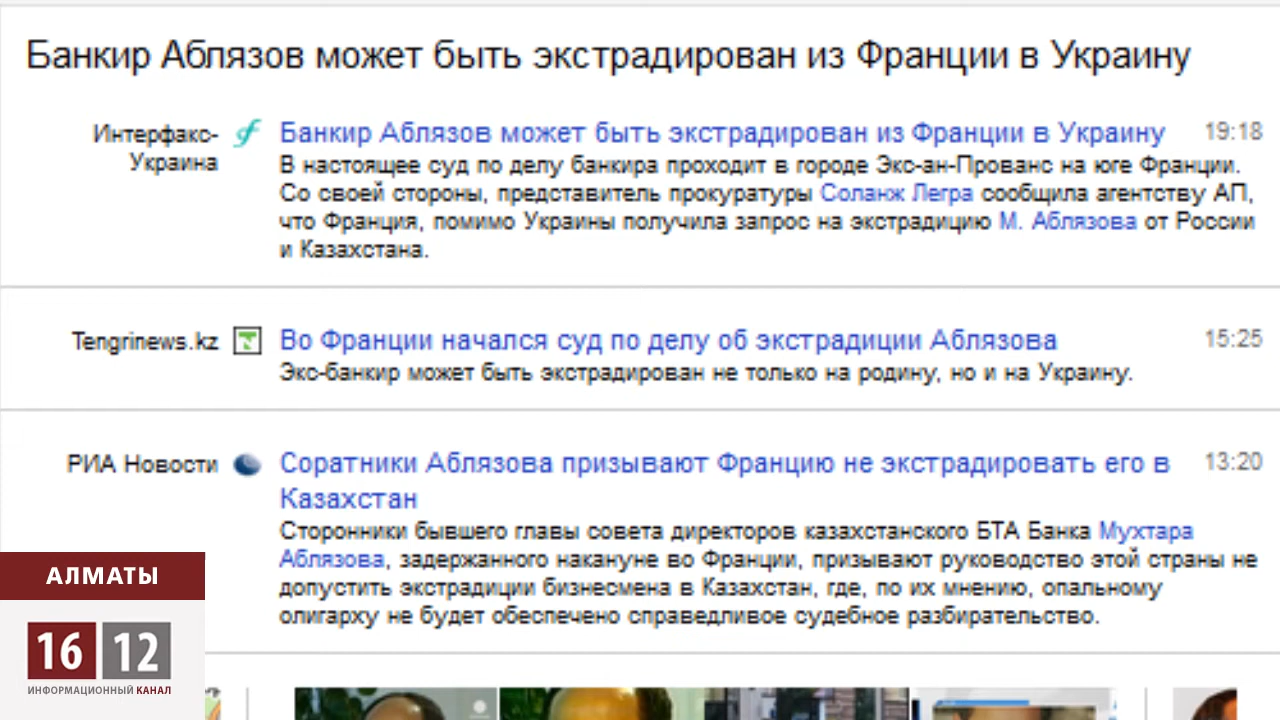 Банкир Аблязов может быть экстрадирован из Франции в Украину
Интерфакс-
Украина
Банкир Аблязов может быть экстрадирован из Франции в Украину 19:18
В настоящее суд по делу банкира проходит в городе Экс-ан-Прованс на юге Франции.
Со своей стороны, представитель прокуратуры Соланж Легра сообщила агентству АП,
что Франция, помимо Украины получила запрос на экстрадицию М. Аблязова от России
и Казахстана.
Tengrinews.kz Во Франции начался суд по делу об экстрадиции Аблязова 15:25
Экс-банкир может быть экстрадирован не только на родину, но и на Украину.
РИА Новости Соратники Аблязова призывают Францию не экстрадировать его в 13:20
Казахстан
Сторонники бывшего главы совета директоров казахстанского БТА Банка Мухтара
Аблязова, задержанного накануне во Франции, призывают руководство этой страны не
допустить экстрадиции бизнесмена в Казахстан, где, по их мнению, опальному
олигарху не будет обеспечено справедливое судебное разбирательство.
АЛМАТЫ
16 12
ИНФОРМАЦИОННЫЙ КАНАЛ